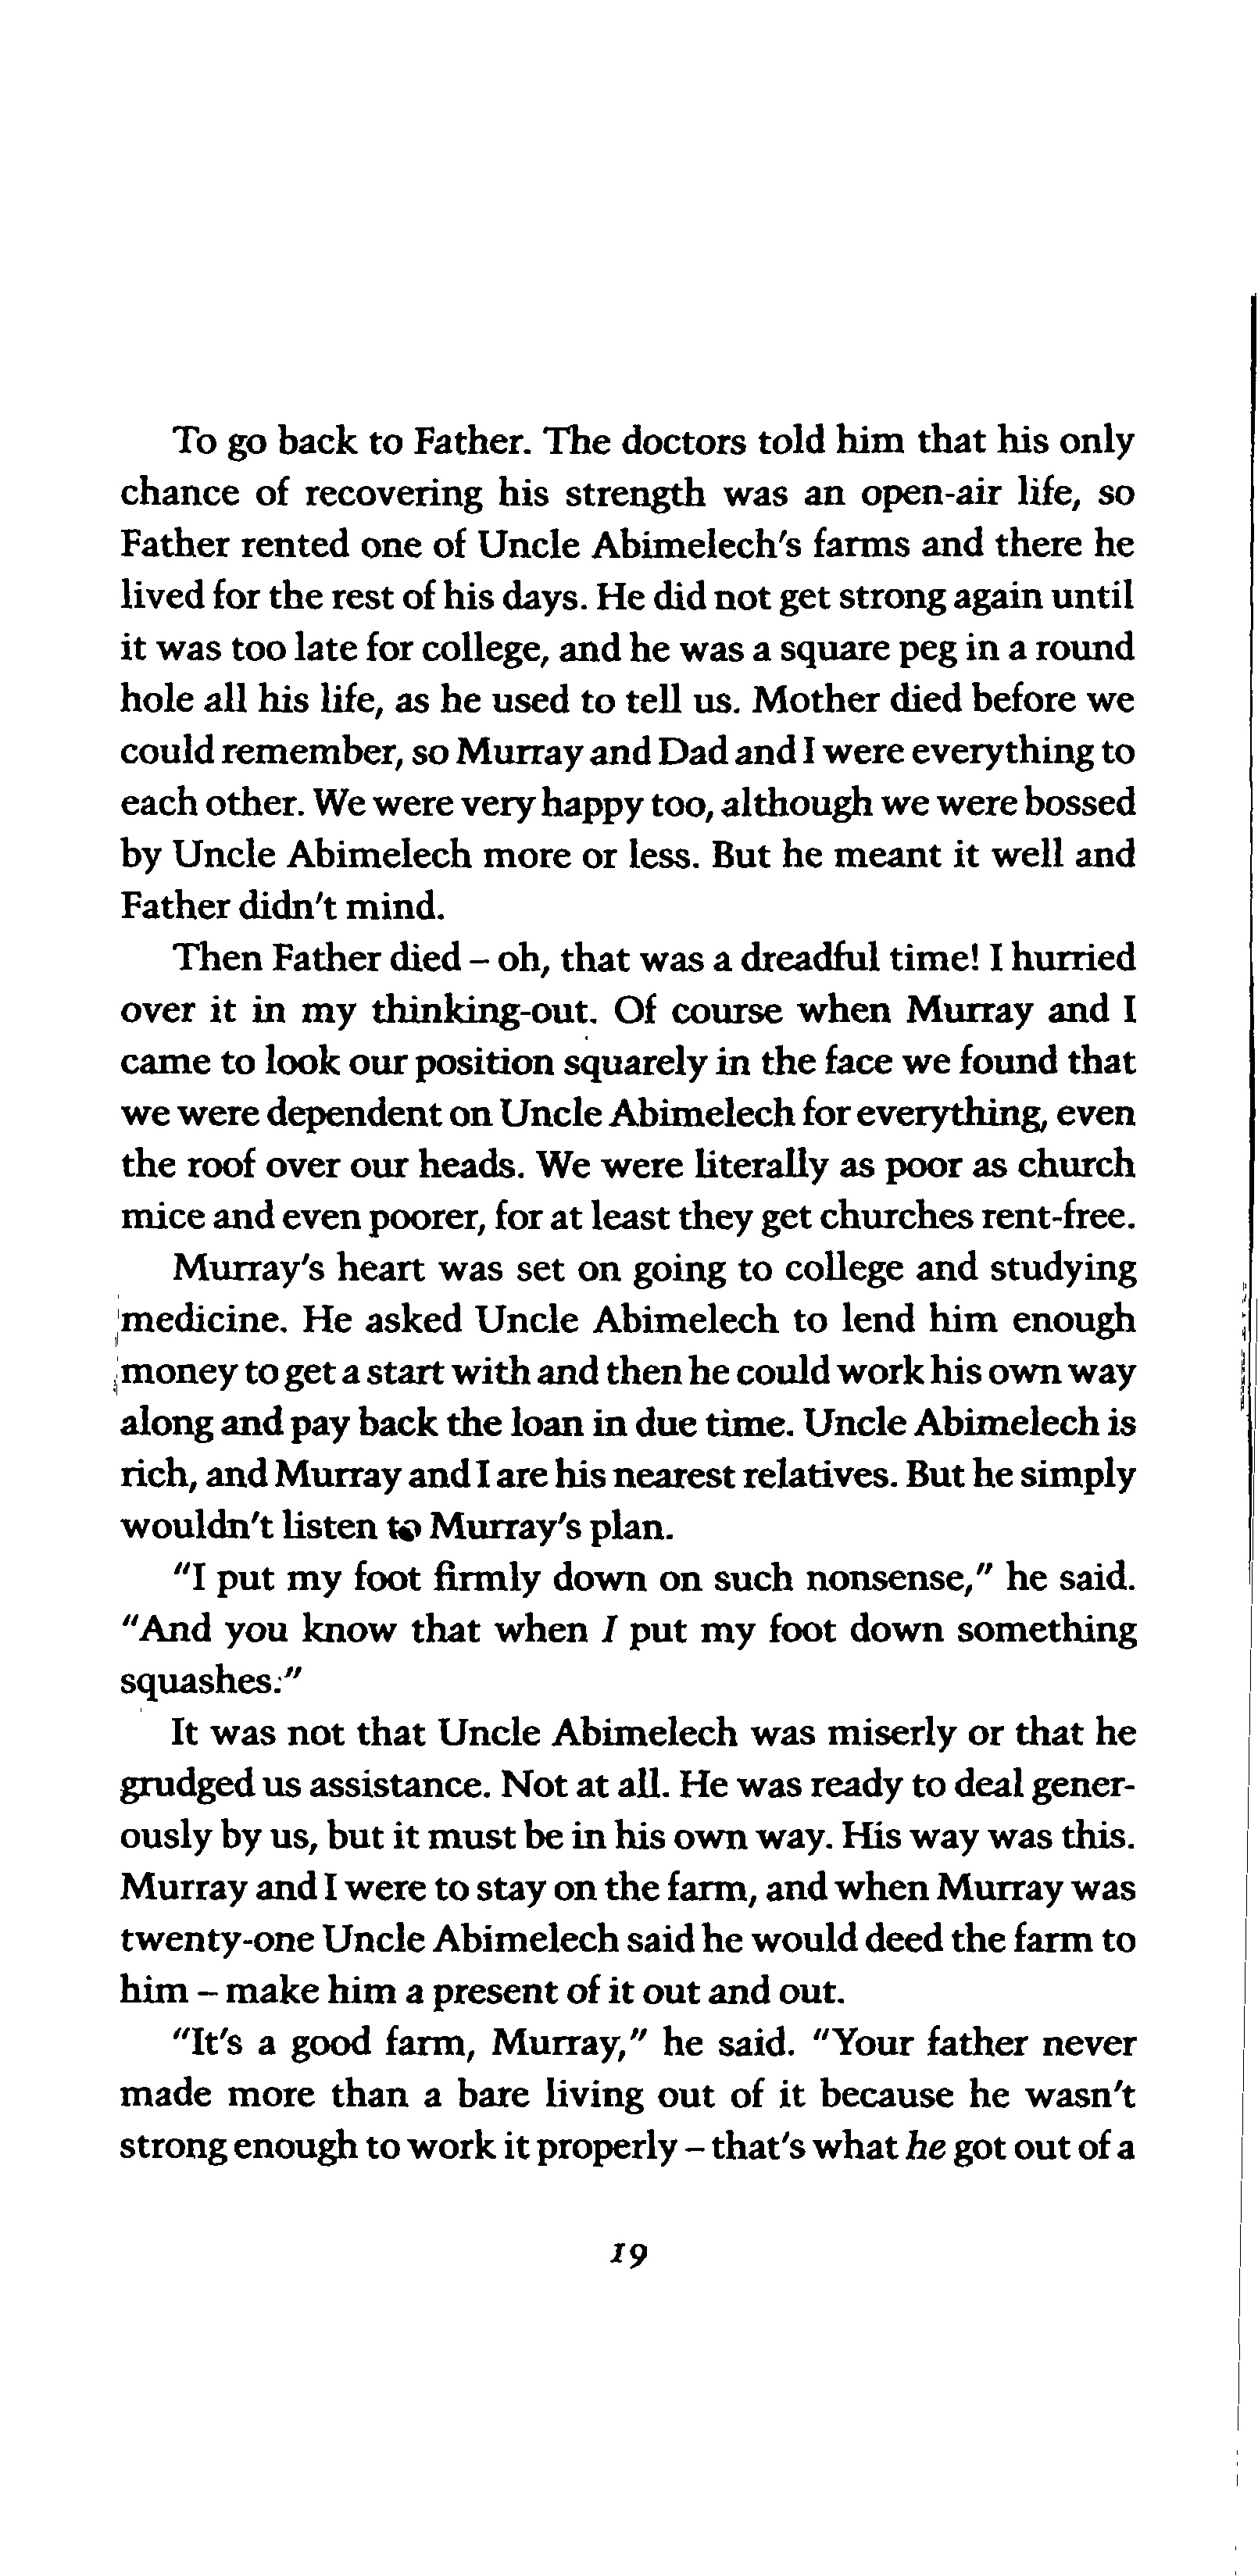 To go back to Father. The doctors told him that his only
chance of recovering his strength was an open-air life, so
Father rented one of Uncle Abimelech's farms and there he
lived for the rest of his days. He did not get strong again until
it was too late for college, and he was a square peg in a round
hole all his life, as he used to tell us. Mother died before we
could remember, so Murray and Dad and I were everything to
each other. We were very happy too, although we were bossed
by Uncle Abimelech more or less. But he meant it well and
Father didn't mind.
Then Father died – oh, that was a dreadful time! I hurried
over it in my thinking-out. Of course when Murray and I
came to look our position squarely in the face we found that
we were dependent on Uncle Abimelech for everything, even
the roof over our heads. We were literally as poor as church
mice and even poorer, for at least they get churches rent-free.
Murray's heart was set on going to college and studying
medicine. He asked Uncle Abimelech to lend him enough
money to get a start with and then he could work his own way
along and pay back the loan in due time. Uncle Abimelech is
rich, and Murray and I are his nearest relatives. But he simply
wouldn't listen to Murray's plan.
"I put my foot firmly down on such nonsense," he said.
"And you know that when I put my foot down something
squashes."
It was not that Uncle Abimelech was miserly or that he
grudged us assistance. Not at all. He was ready to deal gener-
ously by us, but it must be in his own way. His way was this.
Murray and I were to stay on the farm, and when Murray was
twenty-one Uncle Abimelech said he would deed the farm to
him – make him a present of it out and out.
"It's a good farm, Murray," he said. "Your father never
made more than a bare living out of it because he wasn't
strong enough to work it properly – that's what he got out of a
19